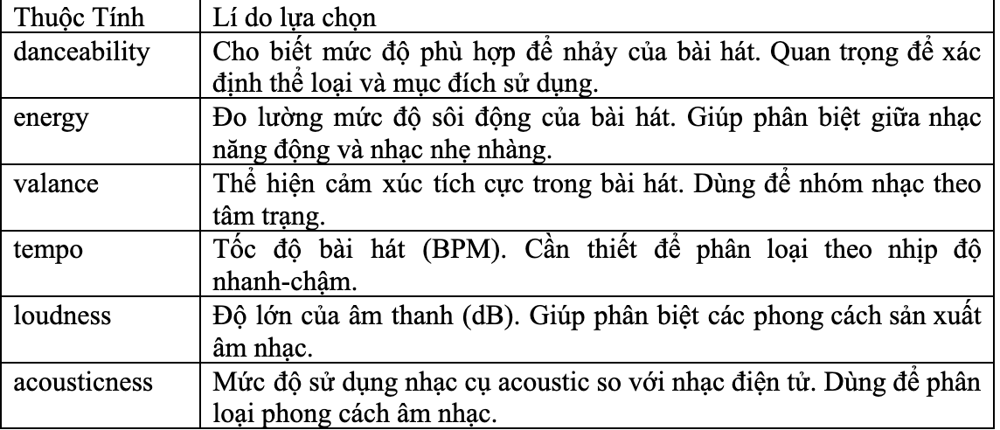 Thuộc Tính Lí do lựa chọn
danceability Cho biết mức độ phù hợp để nhảy của bài hát. Quan trọng để xác
định thể loại và mục đích sử dụng.
energy Đo lường mức độ sôi động của bài hát. Giúp phân biệt giữa nhạc
năng động và nhạc nhẹ nhàng.
valance Thể hiện cảm xúc tích cực trong bài hát. Dùng để nhóm nhạc theo
tâm trạng.
tempo Tốc độ bài hát (BPM). Cần thiết để phân loại theo nhịp độ
nhanh-chậm.
loudness Độ lớn của âm thanh (dB). Giúp phân biệt các phong cách sản xuất
âm nhạc.
acousticness Mức độ sử dụng nhạc cụ acoustic so với nhạc điện tử. Dùng để phân
loại phong cách âm nhạc.